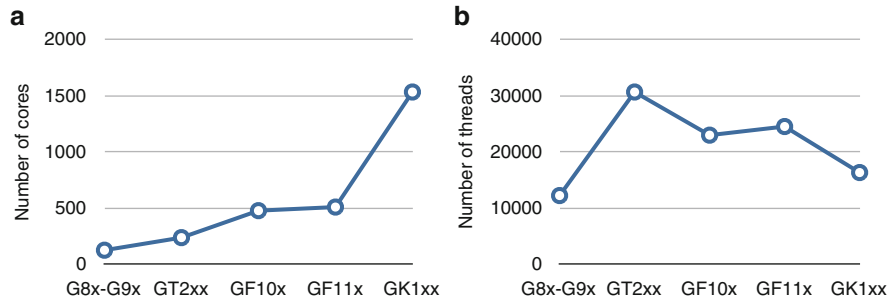 a
Number of cores
2000
1500
1000
500
0
G8x-G9x GT2xx GF10x GF11x GK1xx
b
Number of threads
40000
30000
20000
10000
0
G8x-G9x GT2xx GF10x GF11x GK1xx